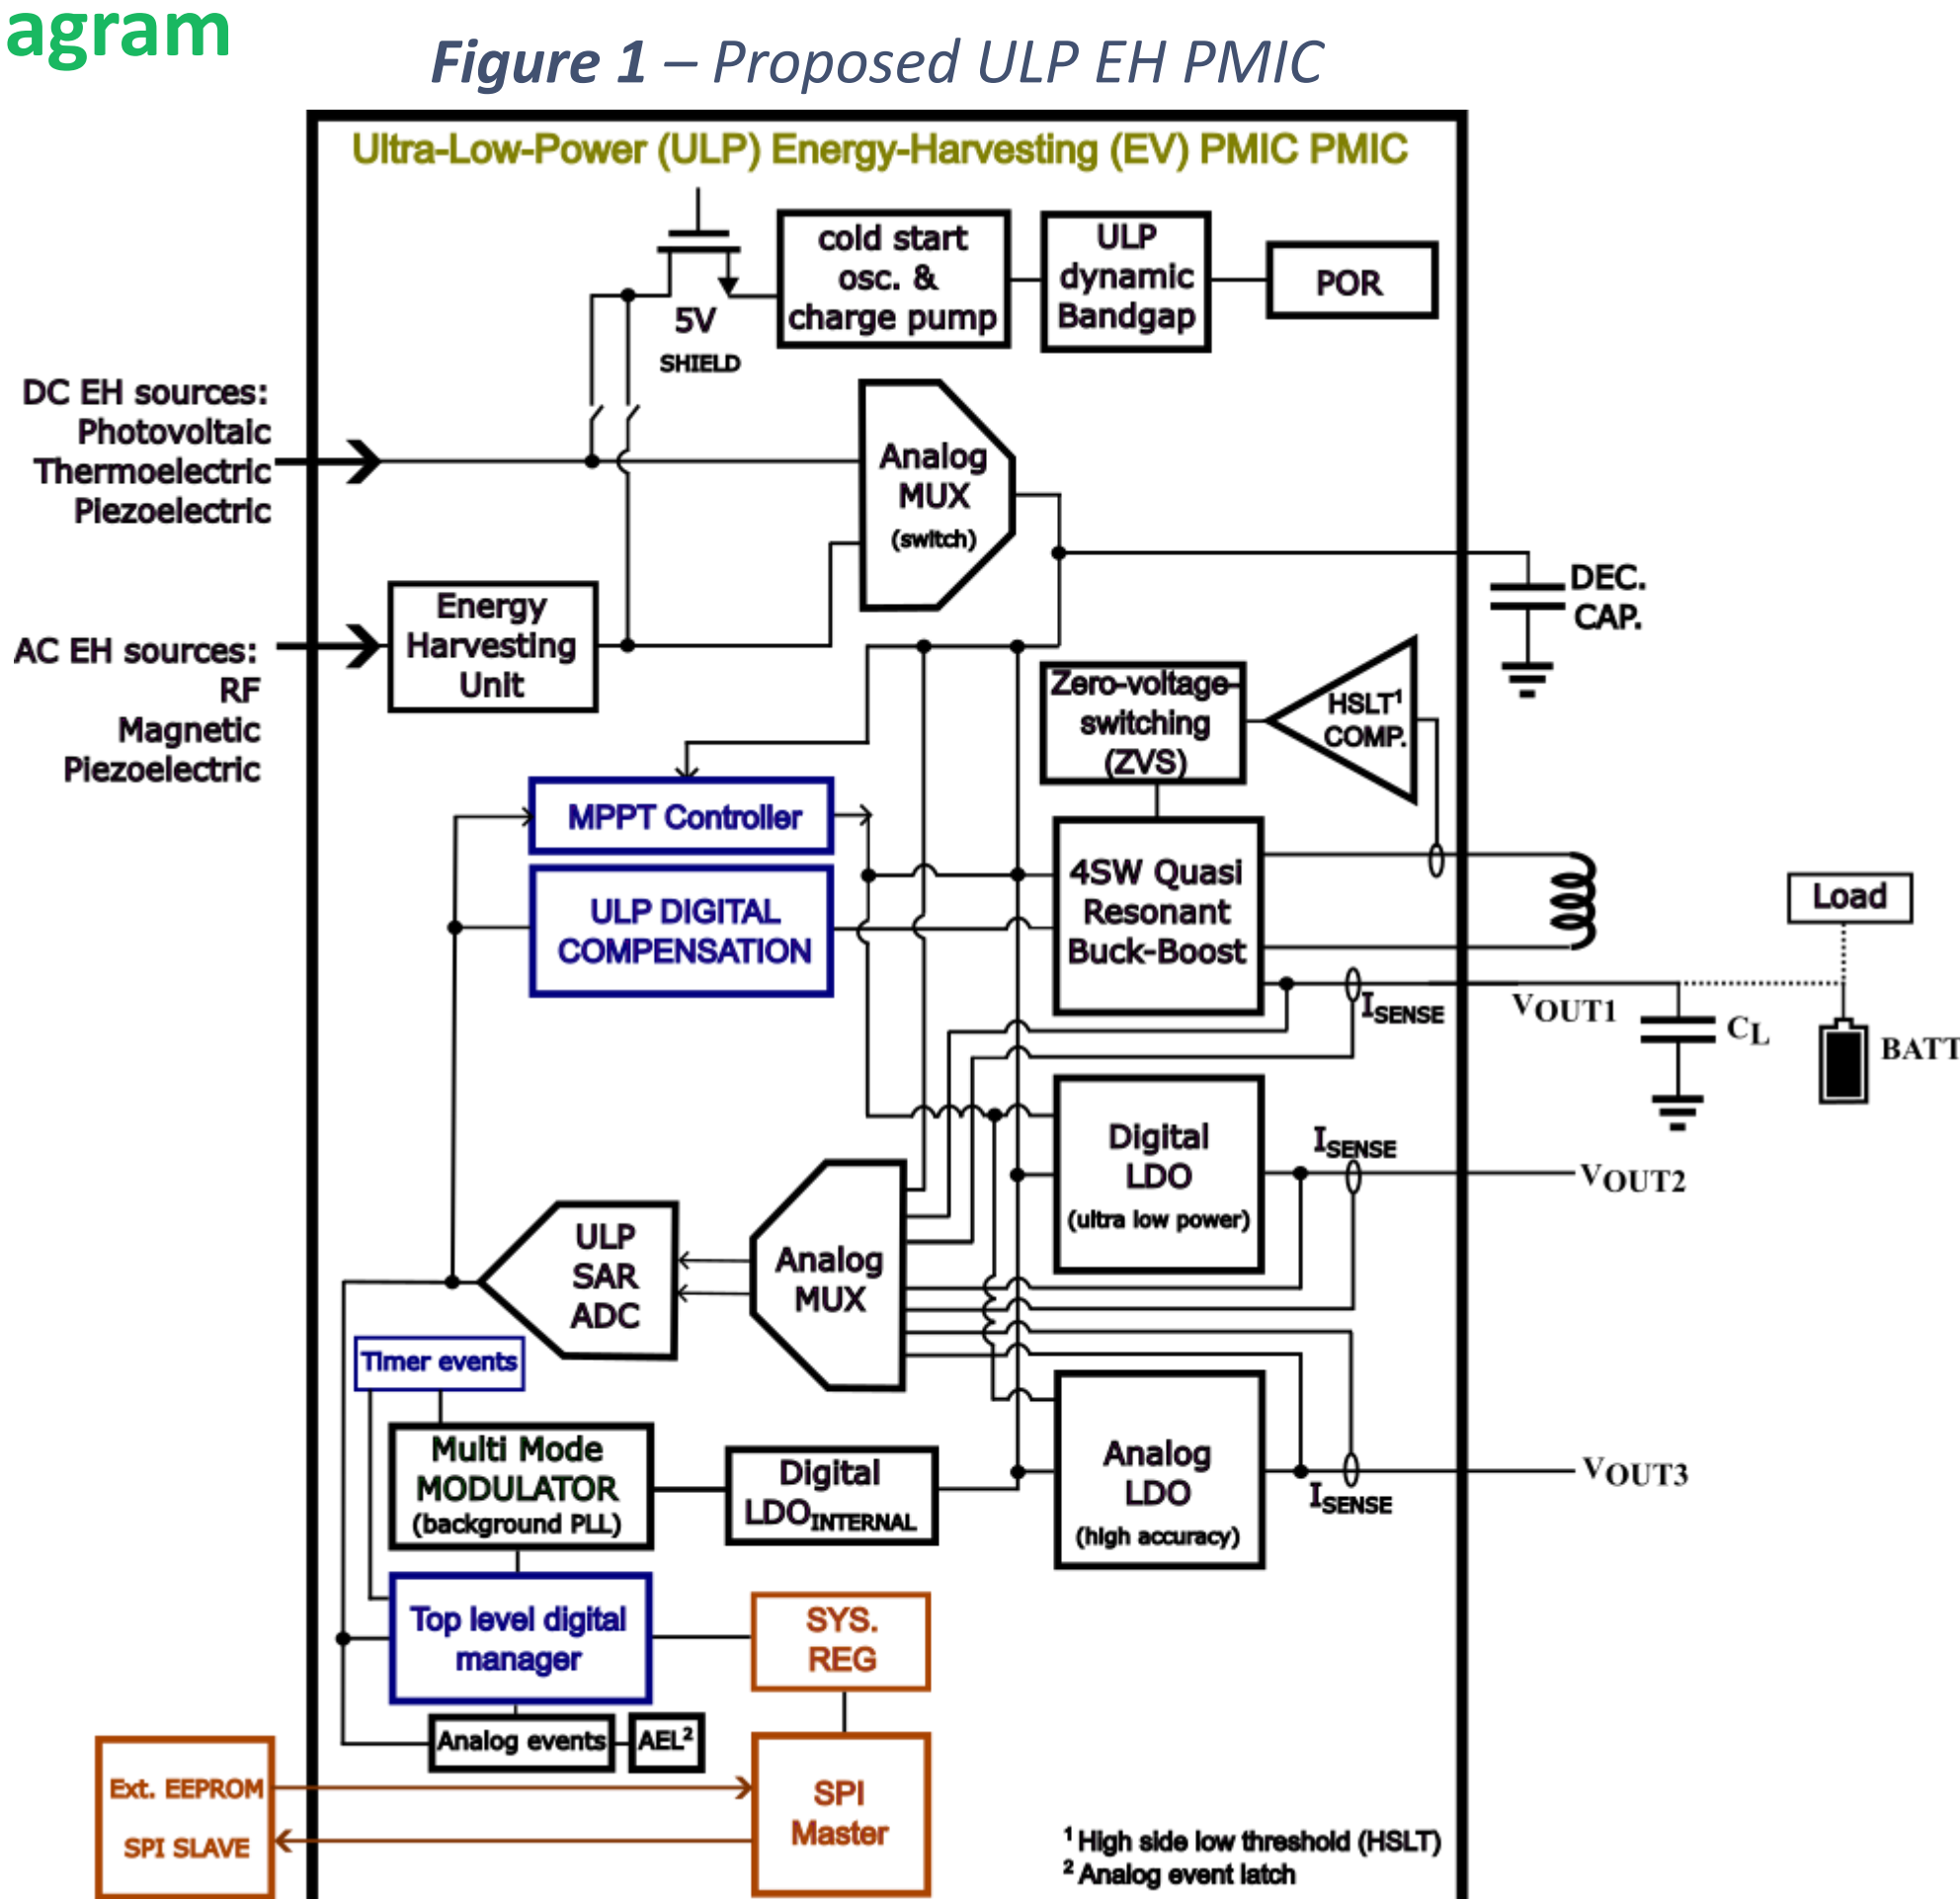 agram
Figure 1 – Proposed ULP EH PMIC
Ultra-Low-Power (ULP) Energy-Harvesting (EV) PMIC PMIC
5V
SHIELD
cold start
osc. &
charge pump
ULP
dynamic
Bandgap
POR
DC EH sources:
Photovoltaic
Thermoelectric
Piezoelectric
Analog
MUX
(switch)
DEC.
CAP.
AC EH sources:
RF
Magnetic
Piezoelectric
Energy
Harvesting
Unit
Zero-voltage-
switching
(ZVS)
HSLT¹
COMP.
MPPT Controller
ULP DIGITAL
COMPENSATION
4SW Quasi
Resonant
Buck-Boost
Load
ISENSE
VOUT1
CL
BATT
Digital
LDO
(ultra low power)
ISENSE
VOUT2
ULP
SAR
ADC
Analog
MUX
Timer events
Multi Mode
MODULATOR
(background PLL)
Digital
LDOINTERNAL
Analog
LDO
(high accuracy)
ISENSE
VOUT3
Top level digital
manager
SYS.
REG
Analog events
AEL²
Ext. EEPROM
SPI SLAVE
SPI
Master
¹ High side low threshold (HSLT)
² Analog event latch